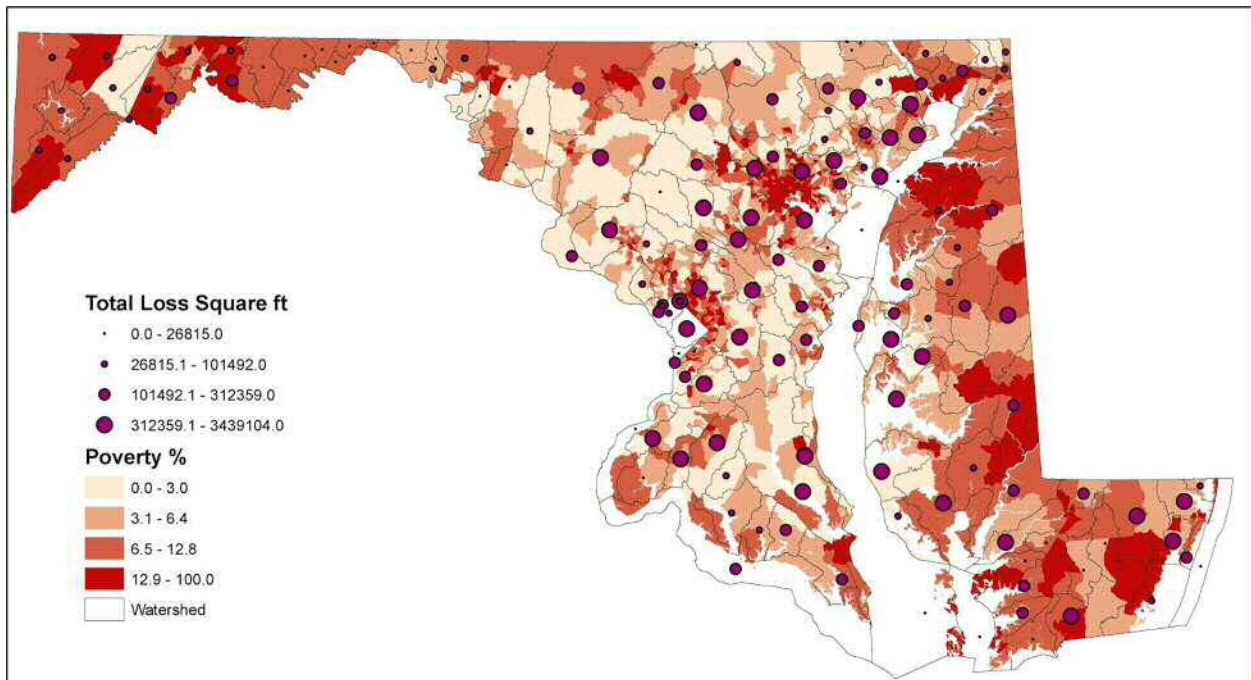 Total Loss Square ft
0.0 - 26815.0
26815.1 - 101492.0
101492.1 - 312359.0
312359.1 - 3439104.0
Poverty %
0.0 - 3.0
3.1 - 6.4
6.5 - 12.8
12.9 - 100.0
Watershed